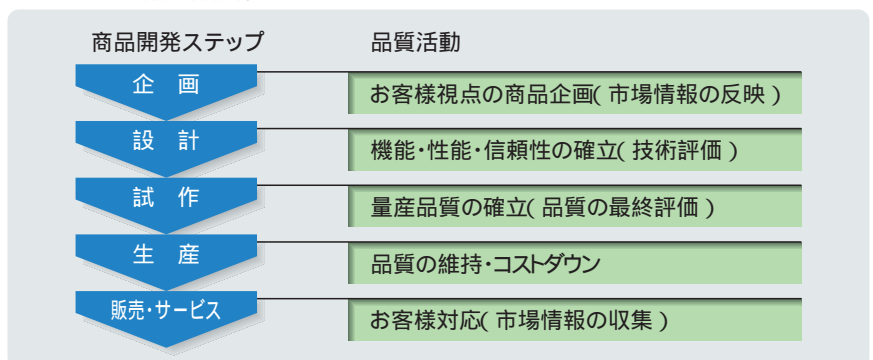 商品開発ステップ 品質活動
企 画 お客様視点の商品企画(市場情報の反映)
設 計 機能・性能・信頼性の確立(技術評価)
試 作 量産品質の確立(品質の最終評価)
生 産 品質の維持・コストダウン
販売・サービス お客様対応(市場情報の収集)